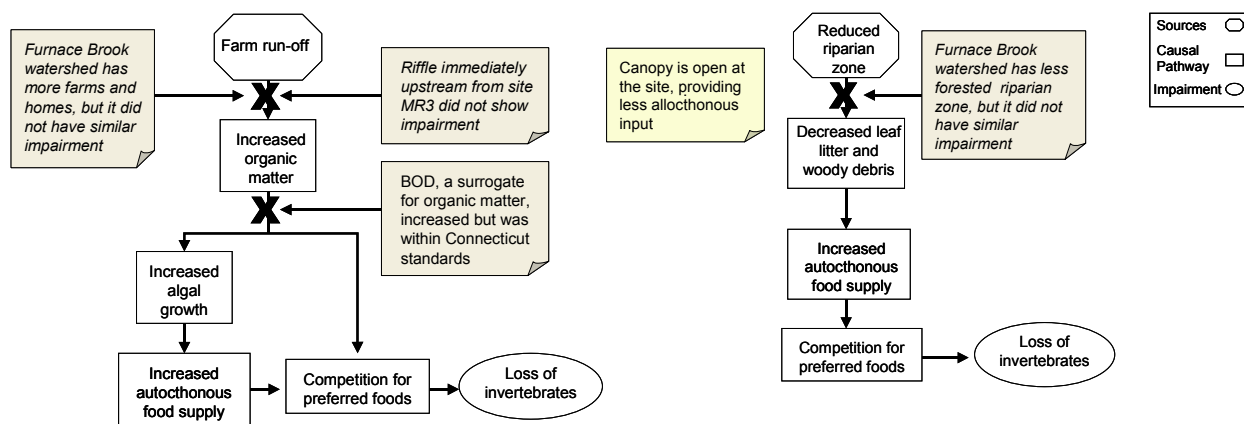 Furnace Brook
watershed has
more farms and
homes, but it did
not have similar
impairment
Farm run-off
Riffle immediately
upstream from site
MR3 did not show
impairment
Increased
organic
matter
BOD, a surrogate
for organic matter,
increased but was
within Connecticut
standards
Increased
algal
growth
Increased
autocthonous
food supply
Competition for
preferred foods
Loss of
invertebrates
Canopy is open at
the site, providing
less allocthonous
input
Reduced
riparian
zone
Furnace Brook
watershed has less
forested riparian
zone, but it did not
have similar
impairment
Decreased leaf
litter and
woody debris
Increased
autocthonous
food supply
Competition for
preferred foods
Loss of
invertebrates
Sources
Causal
Pathway
Impairment